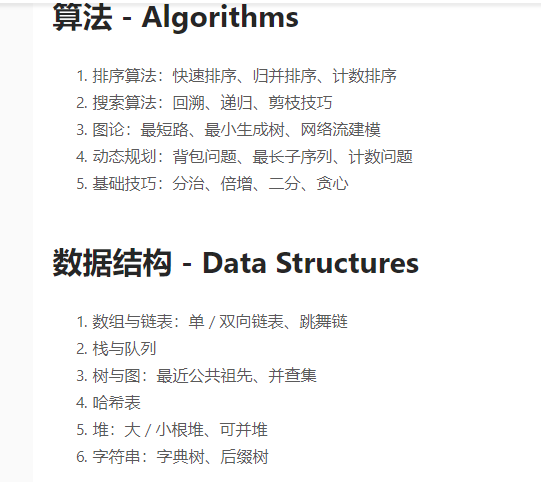 算法 - Algorithms
1. 排序算法：快速排序、归并排序、计数排序
2. 搜索算法：回溯、递归、剪枝技巧
3. 图论：最短路、最小生成树、网络流建模
4. 动态规划：背包问题、最长子序列、计数问题
5. 基础技巧：分治、倍增、二分、贪心
数据结构 - Data Structures
1. 数组与链表：单 / 双向链表、跳舞链
2. 栈与队列
3. 树与图：最近公共祖先、并查集
4. 哈希表
5. 堆：大 / 小根堆、可并堆
6. 字符串：字典树、后缀树